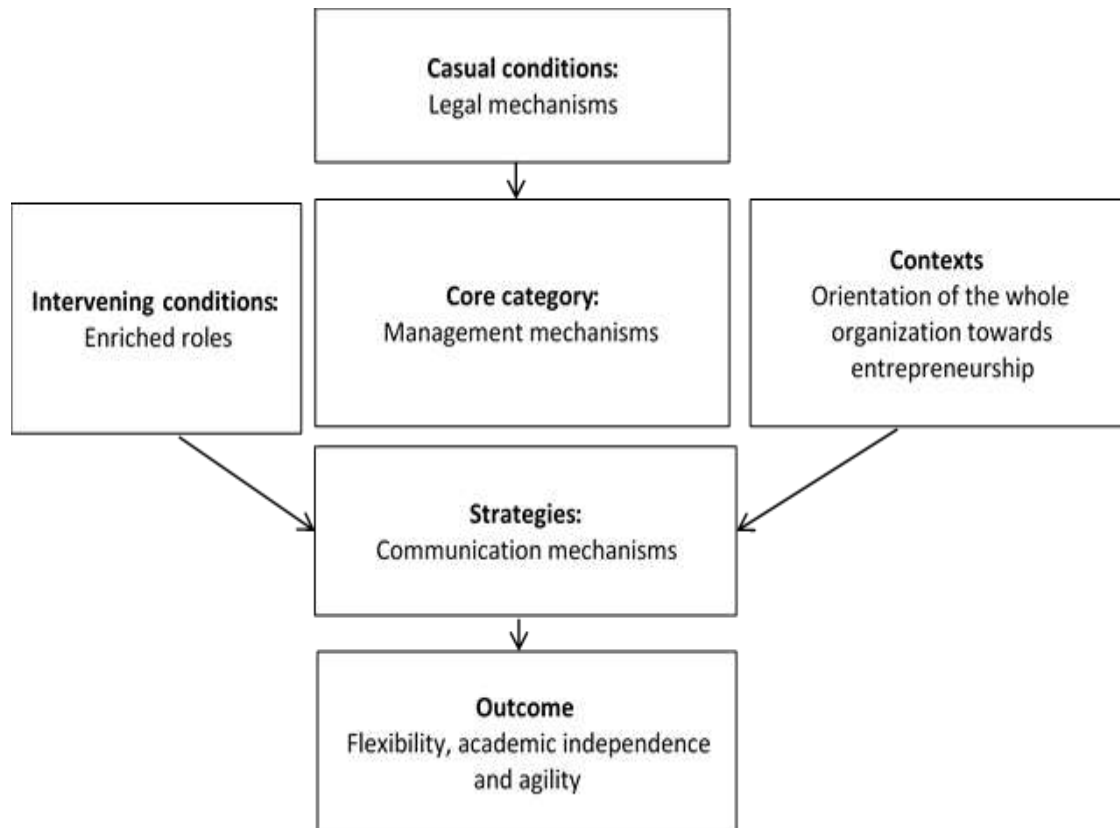 Casual conditions:
Legal mechanisms
Intervening conditions:
Enriched roles
Core category:
Management mechanisms
Contexts
Orientation of the whole
organization towards
entrepreneurship
Strategies:
Communication mechanisms
Outcome
Flexibility, academic independence
and agility